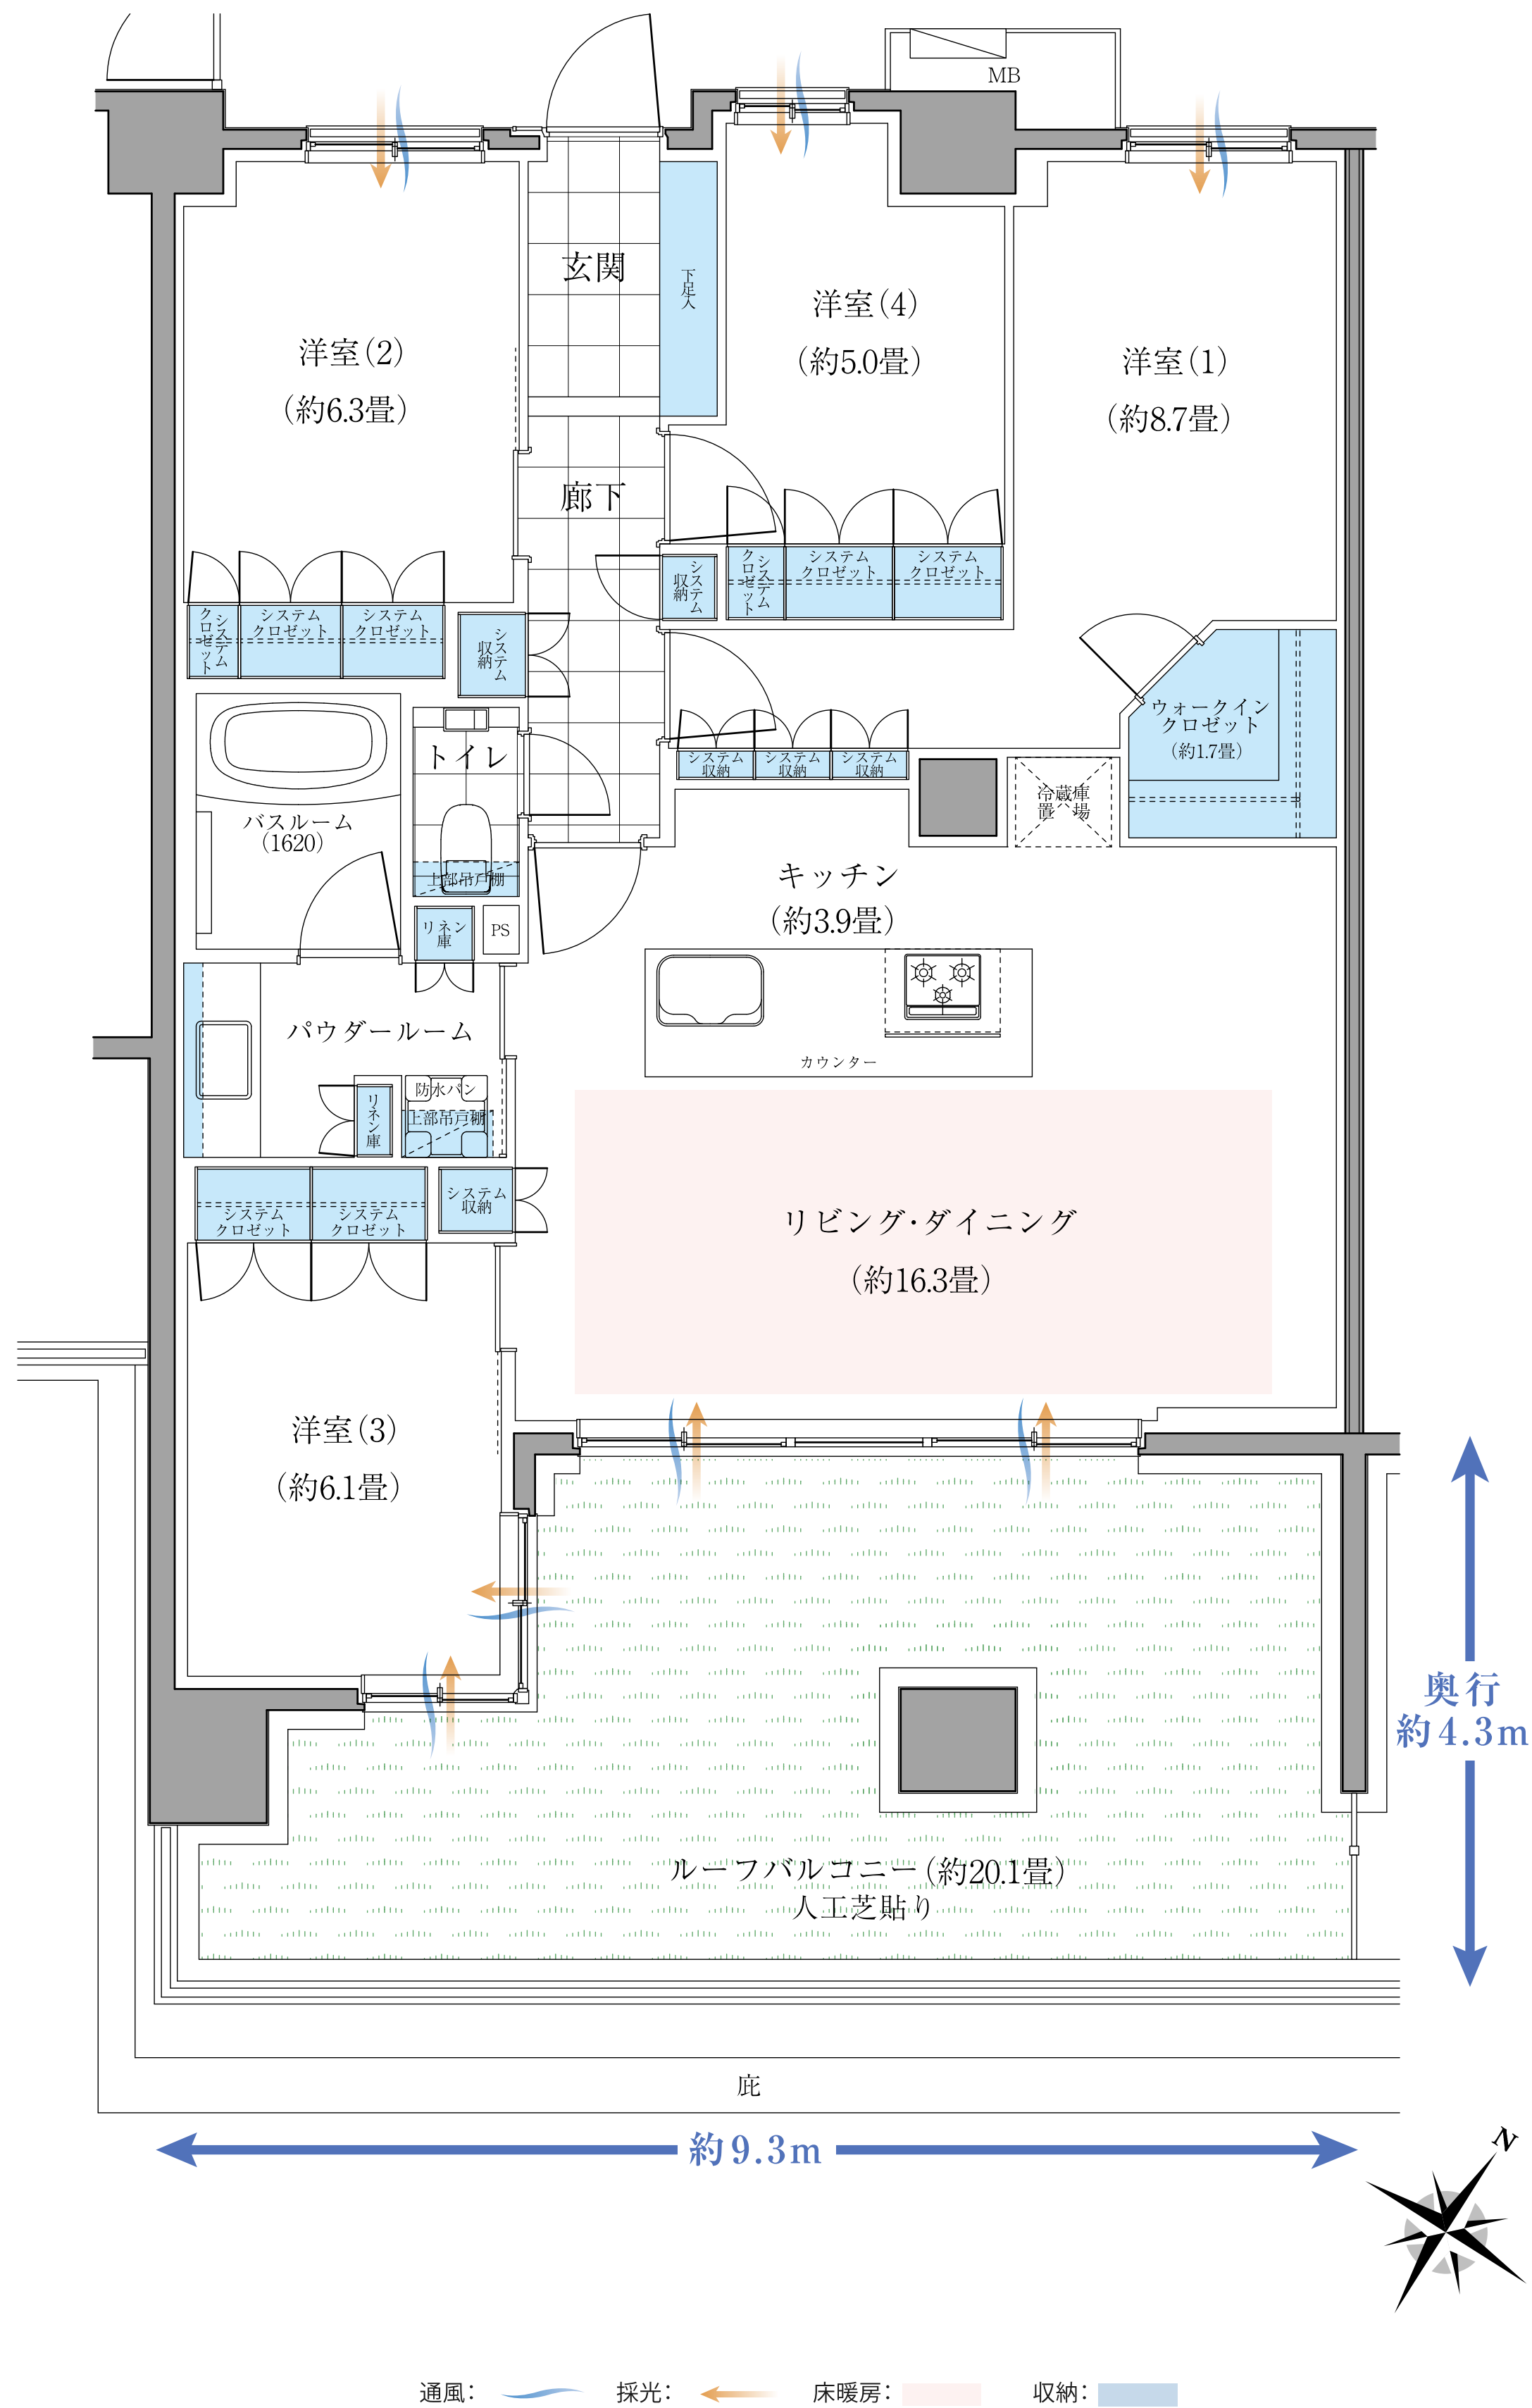 MB
玄関
下足入
洋室(4)
(約5.0畳)
洋室(2)
(約6.3畳)
洋室(1)
(約8.7畳)
廊下
システム
クロゼット
システム
クロゼット
システム
クロゼット
システム
収納
システム
クロゼット
システム
クロゼット
システム
クロゼット
システム
収納
ウォークイン
クロゼット
(約1.7畳)
トイレ
システム
収納
システム
収納
システム
収納
冷蔵庫
置場
バスルーム
(1620)
上部吊戸棚
キッチン
(約3.9畳)
リネン
庫
PS
パウダールーム
カウンター
防水パン
上部吊戸棚
リネン庫
システム
クロゼット
システム
クロゼット
システム
収納
リビング・ダイニング
(約16.3畳)
洋室(3)
(約6.1畳)
奥行
約4.3m
ルーフバルコニー(約20.1畳)
人工芝貼り
庇
約9.3m
N
通風: 採光: 床暖房: 収納: